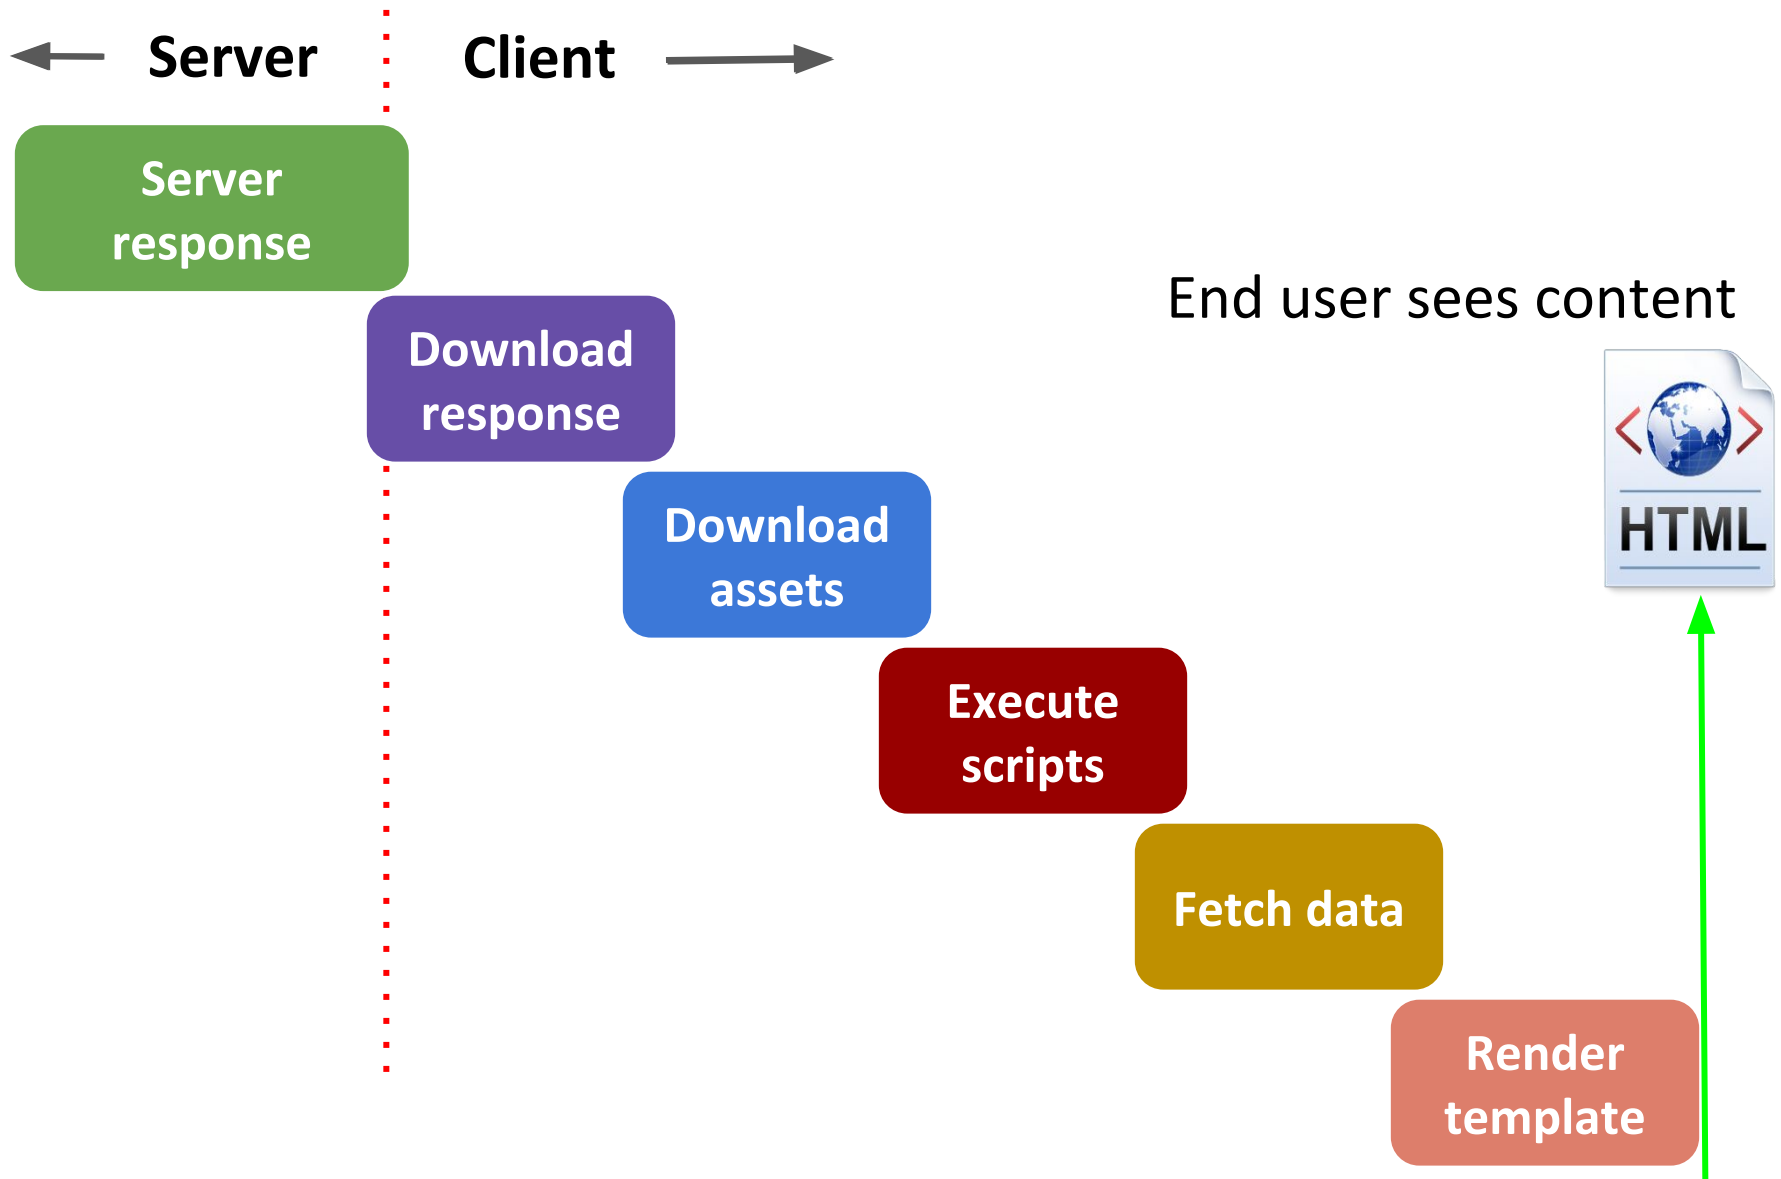 Server
Client
Server
response
Download
response
End user sees content
< >
HTML
Download
assets
Execute
scripts
Fetch data
Render
template